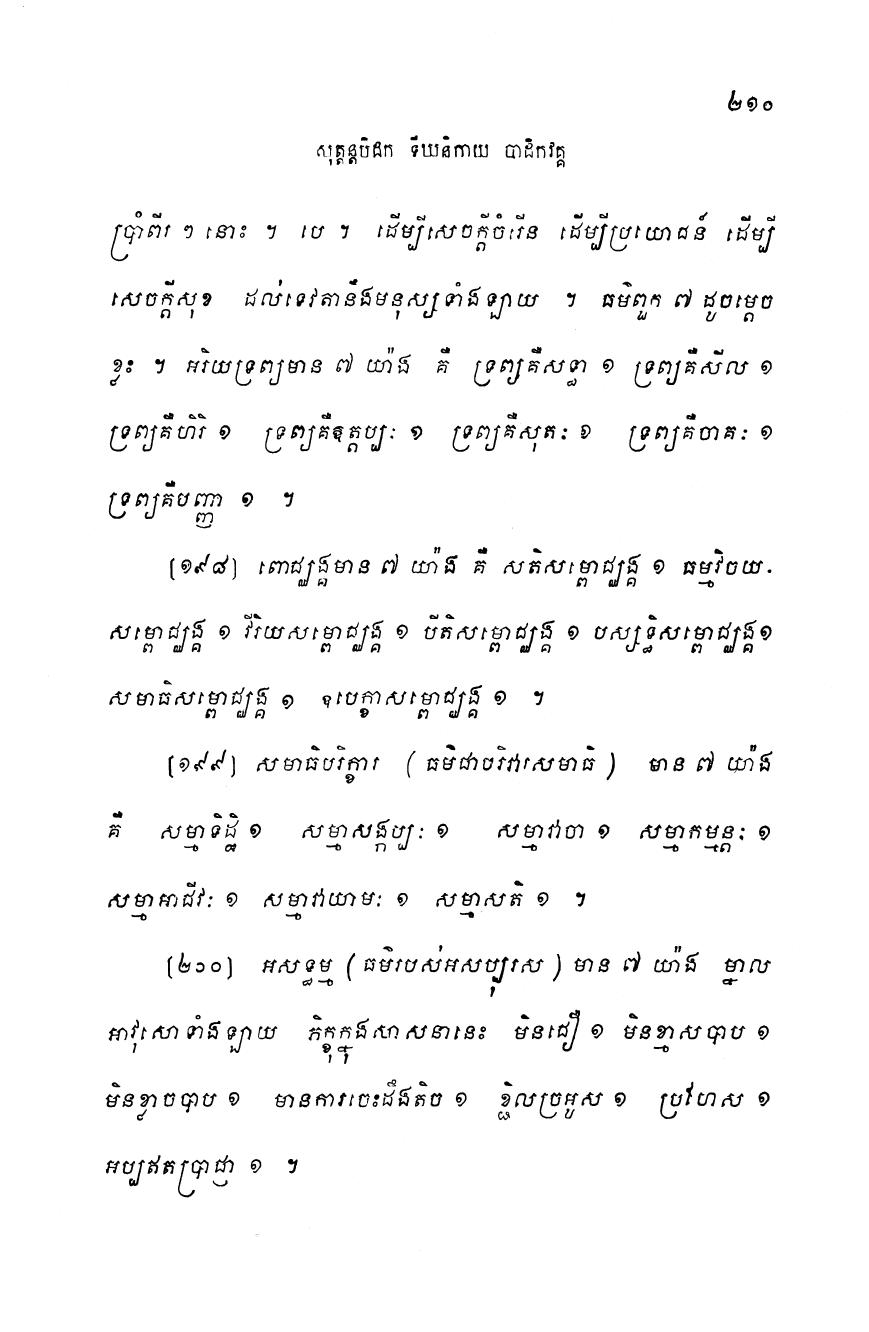 ២១០
សុត្តន្តបិដក ទីឃនិកាយ បាដិកវគ្គ
ប្រាំពីរ ៗ នោះ ។ បេ ។ ដើម្បីសេចក្តីចំរើន ដើម្បីប្រយោជន៍ ដើម្បី
សេចក្តីសុខ ដល់ទេវតានឹងមនុស្សទាំងឡាយ ។ ធម៌ពួក ៧ ដូចម្តេច
ខ្លះ ។ អរិយទ្រព្យមាន ៧ យ៉ាង គឺ ទ្រព្យគឺសទ្ធា ១ ទ្រព្យគឺសីល ១
ទ្រព្យគឺហិរិ ១ ទ្រព្យគឺឧត្តប្បៈ ១ ទ្រព្យគឺសុតៈ ១ ទ្រព្យគឺចាគៈ ១
ទ្រព្យគឺបញ្ញា ១ ។
[១៩៨] ពោជ្ឈង្គមាន ៧ យ៉ាង គឺ សតិសម្ពោជ្ឈង្គ ១ ធម្មវិចយ-
សម្ពោជ្ឈង្គ ១ វីរិយសម្ពោជ្ឈង្គ ១ បីតិសម្ពោជ្ឈង្គ ១ បស្សទ្ធិសម្ពោជ្ឈង្គ ១
សមាធិសម្ពោជ្ឈង្គ ១ ឧបេក្ខាសម្ពោជ្ឈង្គ ១ ។
[១៩៩] សមាធិបរិក្ខារ (ធម៌ជាបរិវារសមាធិ) មាន ៧ យ៉ាង
គឺ សម្មាទិដ្ឋិ ១ សម្មាសង្កប្បៈ ១ សម្មាវាចា ១ សម្មាកម្មន្តៈ ១
សម្មាអាជីវៈ ១ សម្មាវាយាមៈ ១ សម្មាសតិ ១ ។
[២០០] អសទ្ធម្ម (ធម៌របស់អសប្បុរស) មាន ៧ យ៉ាង ម្នាល
អាវុសោទាំងឡាយ ភិក្ខុក្នុងសាសនានេះ មិនជឿ ១ មិនខ្មាសបាប ១
មិនខ្លាចបាប ១ មានការចេះដឹងតិច ១ ខ្ជិលច្រអូស ១ ប្រវែហស ១
អប្បឥតប្រាជ្ញា ១ ។